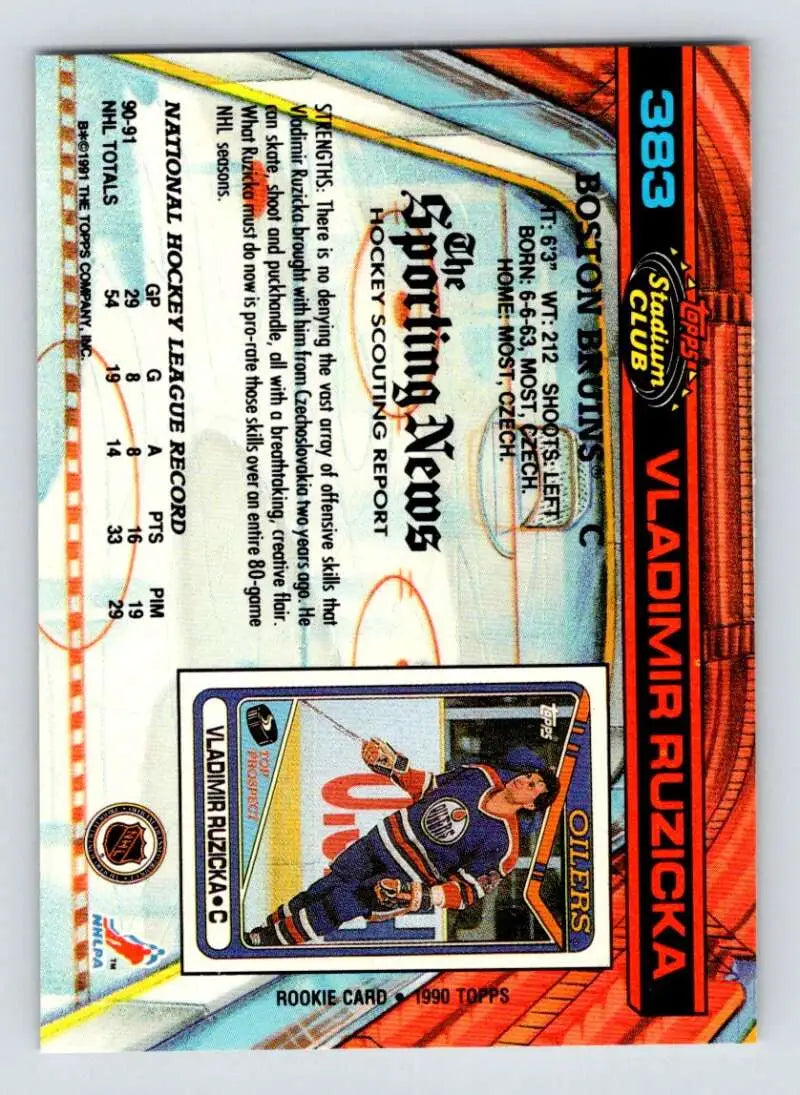 383
TOPPS
Stadium
CLUB
VLADIMIR RUZICKA
BOSTON BRUINS® C
HT: 6'3" WT: 212 SHOOTS: LEFT
BORN: 6-6-63, MOST, CZECH.
HOME: MOST, CZECH.
The
Sporting News
HOCKEY SCOUTING REPORT
STRENGTHS: There is no denying the vast array of offensive skills that
Vladimir Ruzicka brought with him from Czechoslovakia two years ago. He
can skate, shoot and puckhandle, all with a breathtaking, creative flair.
What Ruzicka must do now is pro-rate those skills over an entire 80-game
NHL seasons.
NATIONAL HOCKEY LEAGUE RECORD
GP G A PTS PIM
90-91 29 8 8 16 19
NHL TOTALS 54 19 14 33 29
B*©1991 THE TOPPS COMPANY, INC.
OILERS
TOPPS
OILERS
TOP
PROSPECT
VLADIMIR RUZICKA•C
ROOKIE CARD • 1990 TOPPS
NHL
NHLPA
TM